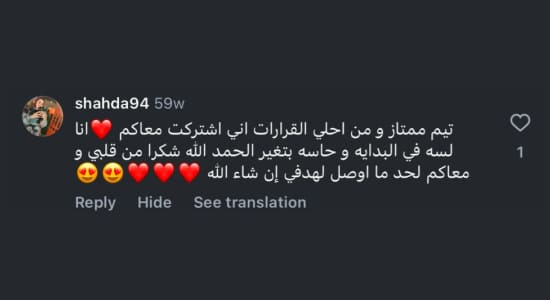 shahda94 59w
تيم ممتاز و من احلي القرارات اني اشتركت معاكم ❤️ انا
لسه في البدايه و حاسه بتغير الحمد الله شكرا من قلبي و
معاكم لحد ما اوصل لهدفي إن شاء الله ❤️❤️❤️😍😍
1
Reply Hide See translation